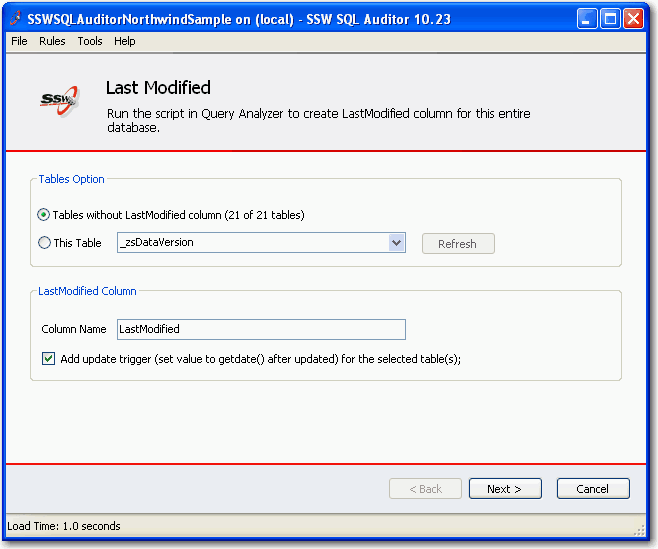 SSWSQLAuditorNorthwindSample on (local) - SSW SQL Auditor 10.23
File Rules Tools Help
SSW
Last Modified
Run the script in Query Analyzer to create LastModified column for this entire
database.
Tables Option
Tables without LastModified column (21 of 21 tables)
This Table _zsDataVersion Refresh
LastModified Column
Column Name LastModified
Add update trigger (set value to getdate() after updated) for the selected table(s);
< Back Next > Cancel
Load Time: 1.0 seconds